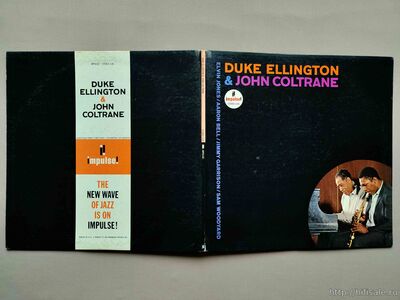 DUKE
ELLINGTON
&
JOHN
COLTRANE
impulse!
THE
NEW WAVE
OF JAZZ
IS ON
IMPULSE!
DUKE ELLINGTON
& JOHN COLTRANE
impulse!
ELVIN JONES/AARON BELL/JIMMY GARRISON/SAM WOODYARD